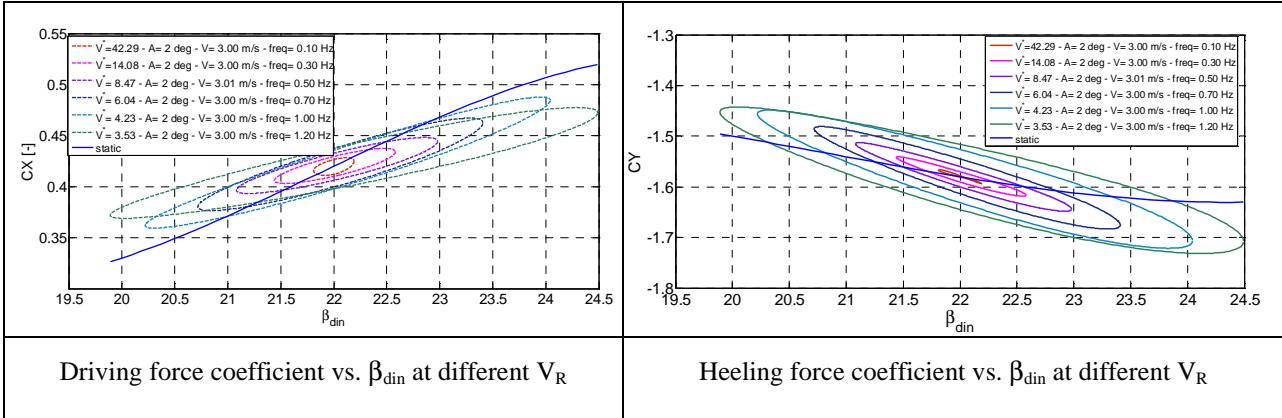 0.55
0.5
0.45
0.4
0.35
CX [-]
V*=42.29 - A= 2 deg - V= 3.00 m/s - freq= 0.10 Hz
V*=14.08 - A= 2 deg - V= 3.00 m/s - freq= 0.30 Hz
V*= 8.47 - A= 2 deg - V= 3.01 m/s - freq= 0.50 Hz
V*= 6.04 - A= 2 deg - V= 3.00 m/s - freq= 0.70 Hz
V*= 4.23 - A= 2 deg - V= 3.00 m/s - freq= 1.00 Hz
V*= 3.53 - A= 2 deg - V= 3.00 m/s - freq= 1.20 Hz
static
19.5 20 20.5 21 21.5 22 22.5 23 23.5 24 24.5
βdin
-1.3
-1.4
-1.5
-1.6
-1.7
-1.8
CY
V*=42.29 - A= 2 deg - V= 3.00 m/s - freq= 0.10 Hz
V*=14.08 - A= 2 deg - V= 3.00 m/s - freq= 0.30 Hz
V*= 8.47 - A= 2 deg - V= 3.01 m/s - freq= 0.50 Hz
V*= 6.04 - A= 2 deg - V= 3.00 m/s - freq= 0.70 Hz
V*= 4.23 - A= 2 deg - V= 3.00 m/s - freq= 1.00 Hz
V*= 3.53 - A= 2 deg - V= 3.00 m/s - freq= 1.20 Hz
static
19.5 20 20.5 21 21.5 22 22.5 23 23.5 24 24.5
βdin
Driving force coefficient vs. βdin at different VR
Heeling force coefficient vs. βdin at different VR